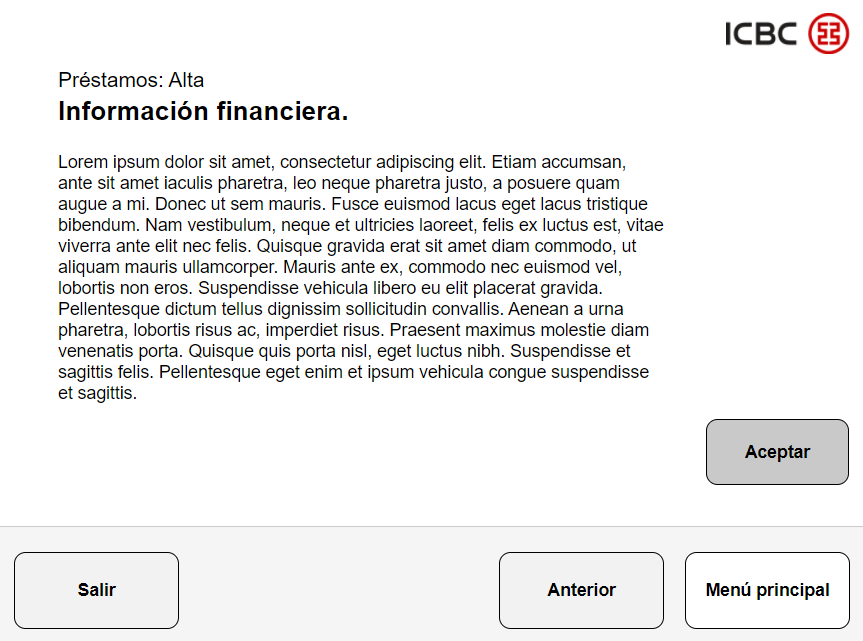 ICBC
Préstamos: Alta
Información financiera.
Lorem ipsum dolor sit amet, consectetur adipiscing elit. Etiam accumsan,
ante sit amet iaculis pharetra, leo neque pharetra justo, a posuere quam
augue a mi. Donec ut sem mauris. Fusce euismod lacus eget lacus tristique
bibendum. Nam vestibulum, neque et ultricies laoreet, felis ex luctus est, vitae
viverra ante elit nec felis. Quisque gravida erat sit amet diam commodo, ut
aliquam mauris ullamcorper. Mauris ante ex, commodo nec euismod vel,
lobortis non eros. Suspendisse vehicula libero eu elit placerat gravida.
Pellentesque dictum tellus dignissim sollicitudin convallis. Aenean a urna
pharetra, lobortis risus ac, imperdiet risus. Praesent maximus molestie diam
venenatis porta. Quisque quis porta nisl, eget luctus nibh. Suspendisse et
sagittis felis. Pellentesque eget enim et ipsum vehicula congue suspendisse
et sagittis.
Aceptar
Salir
Anterior
Menú principal